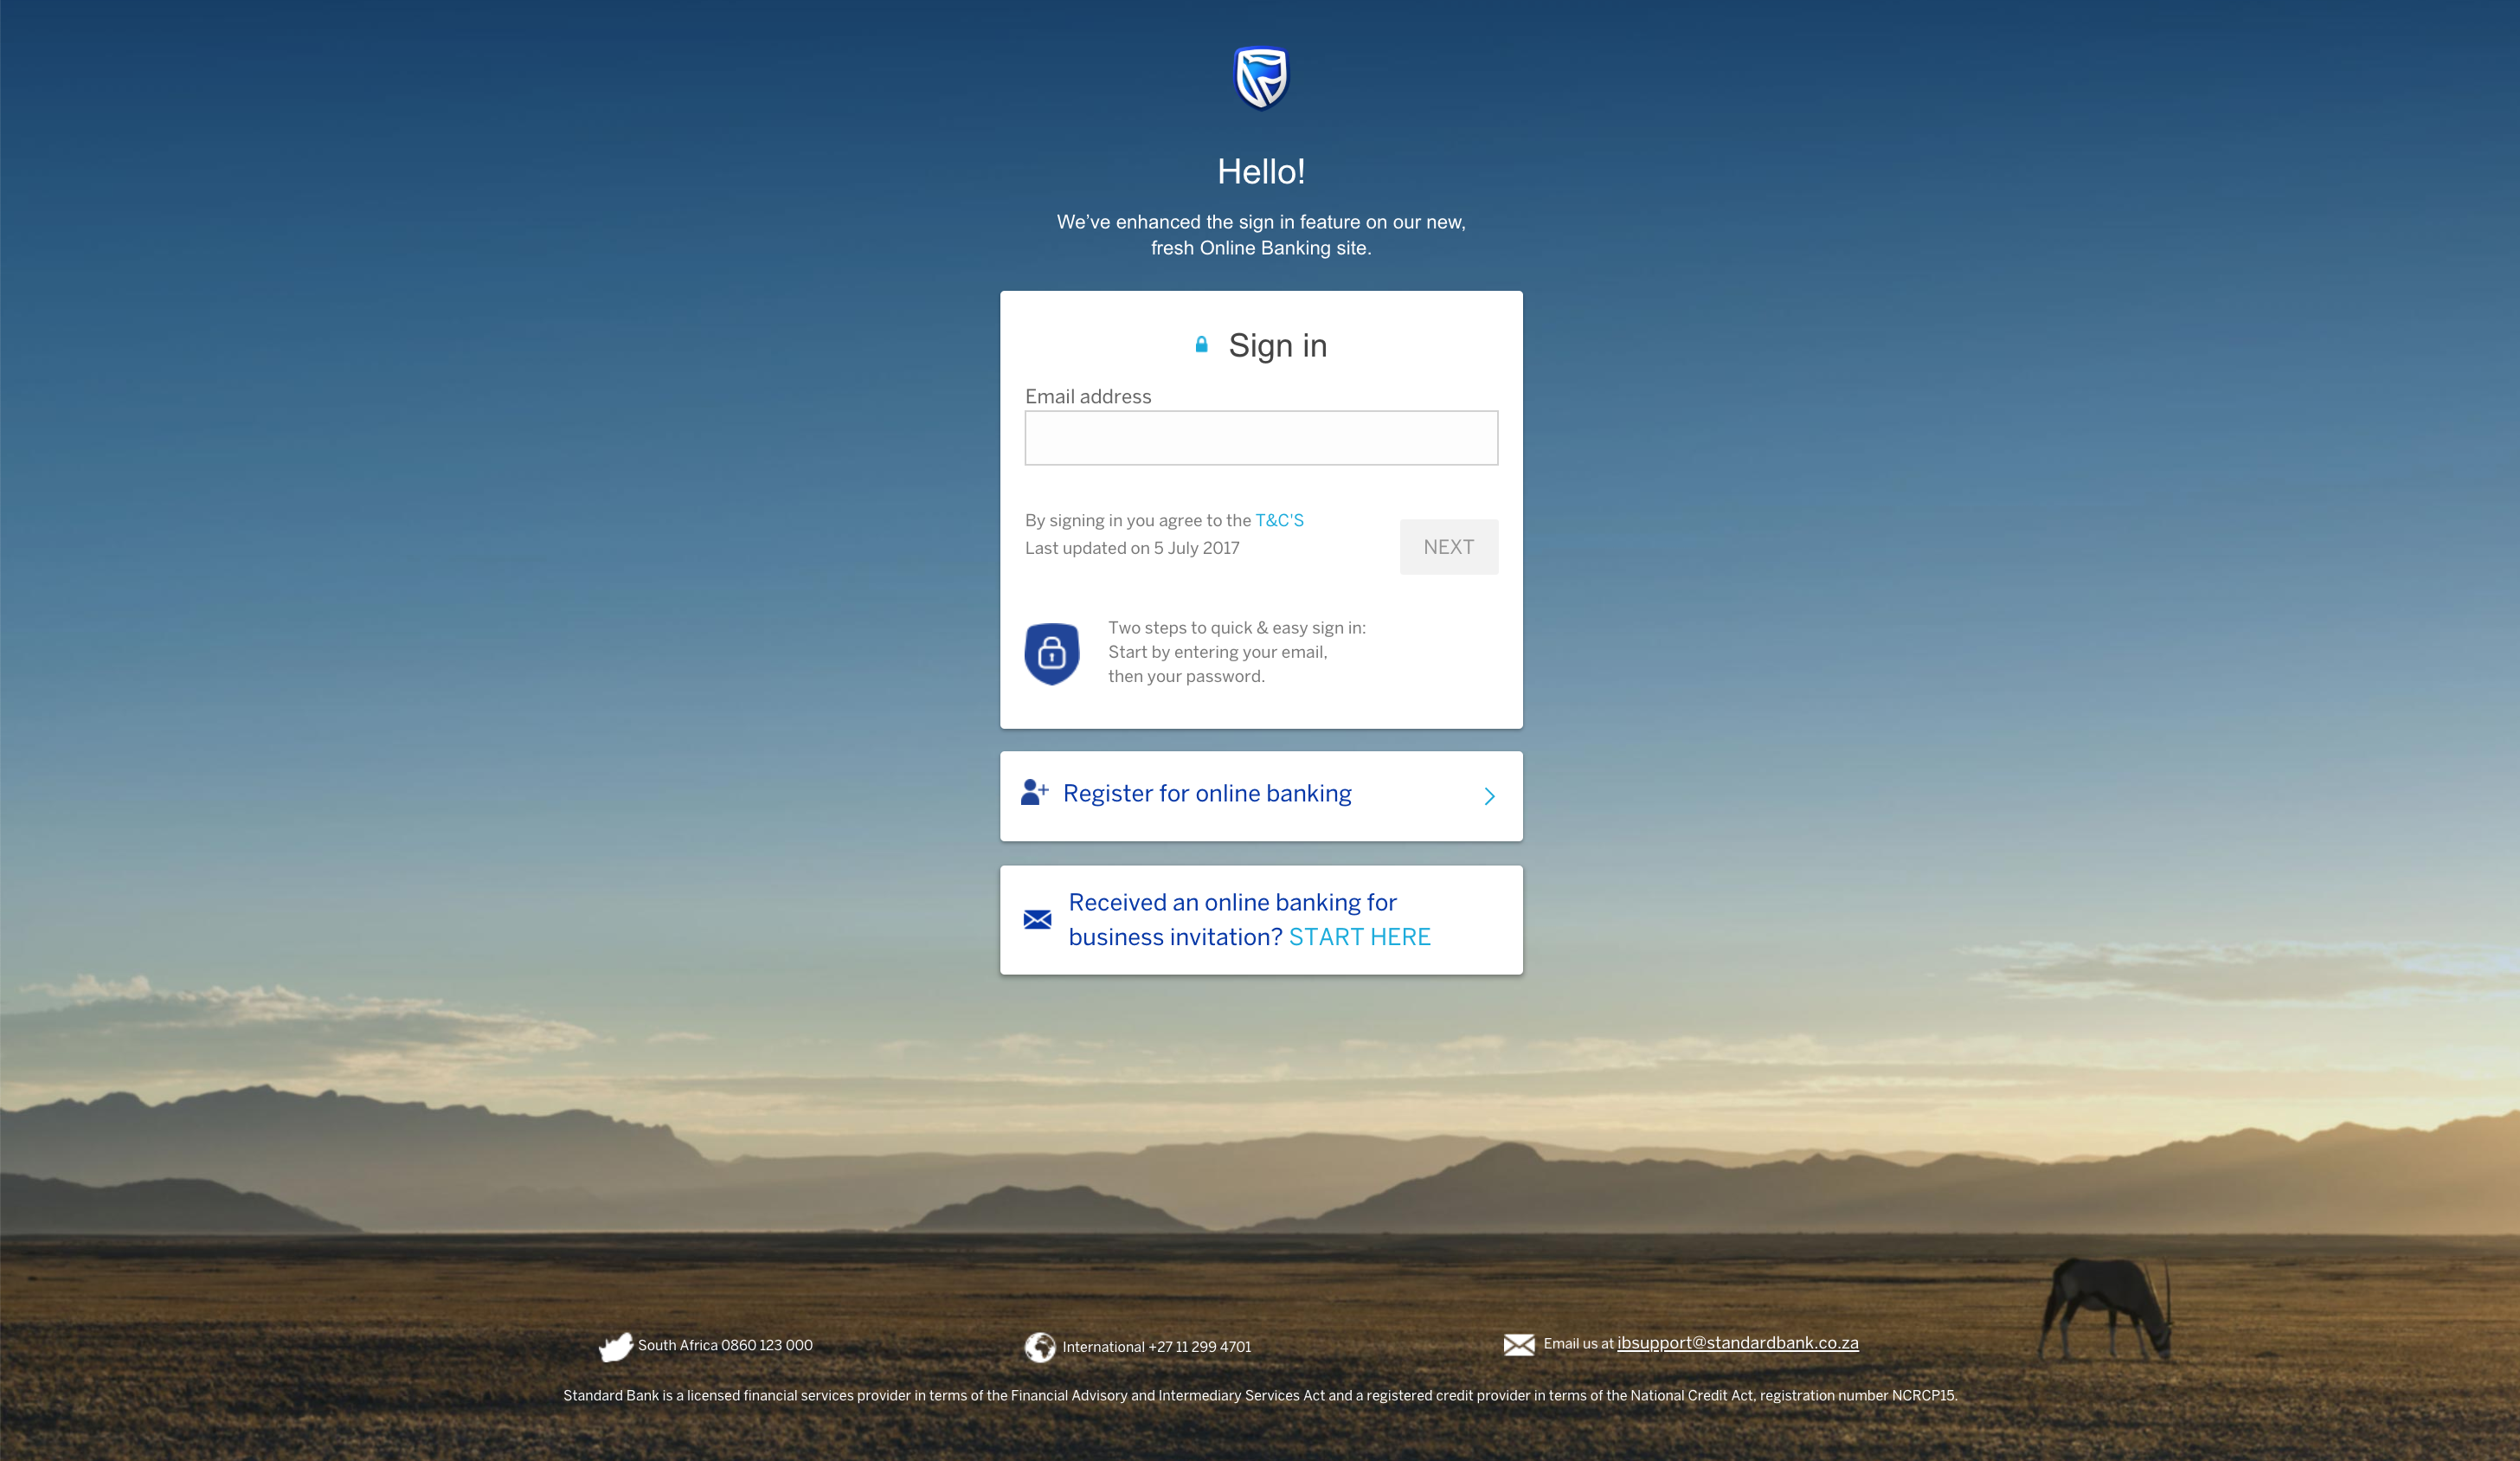 Hello!
We’ve enhanced the sign in feature on our new,
fresh Online Banking site.
Sign in
Email address
By signing in you agree to the T&C'S
Last updated on 5 July 2017
NEXT
Two steps to quick & easy sign in:
Start by entering your email,
then your password.
Register for online banking
Received an online banking for
business invitation? START HERE
South Africa 0860 123 000
International +27 11 299 4701
Email us at ibsupport@standardbank.co.za
Standard Bank is a licensed financial services provider in terms of the Financial Advisory and Intermediary Services Act and a registered credit provider in terms of the National Credit Act, registration number NCRCP15.